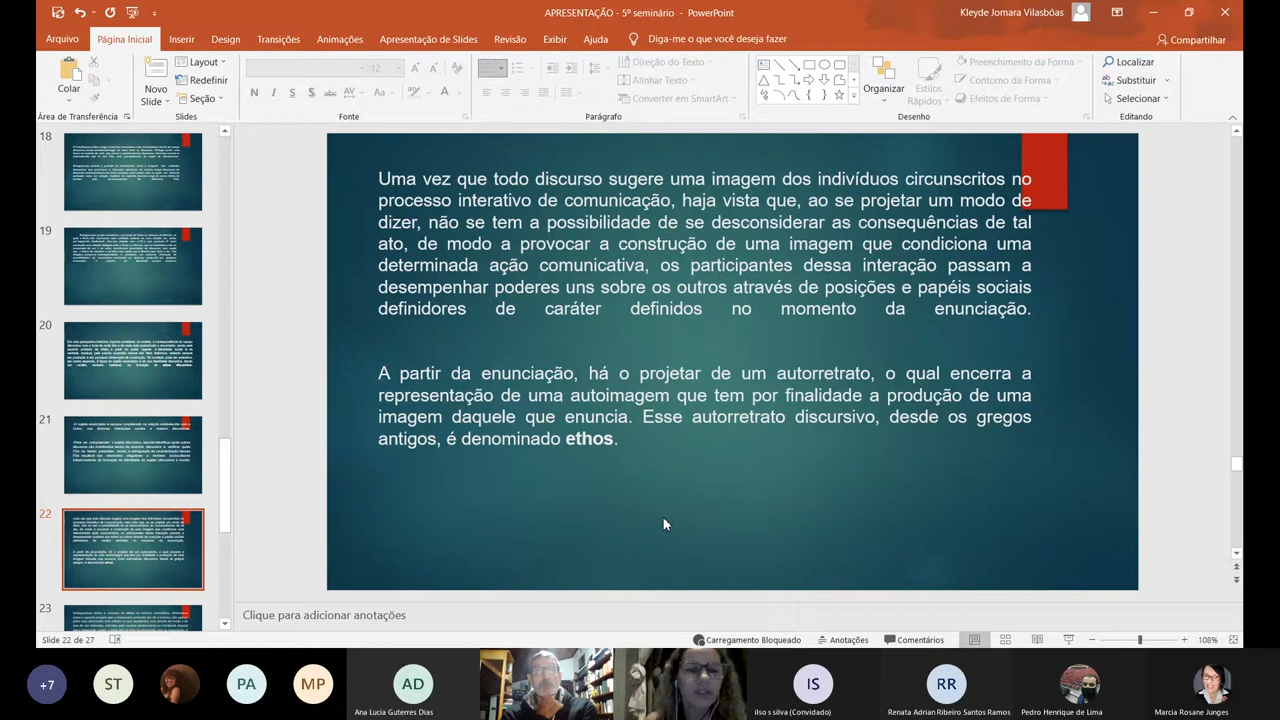 APRESENTAÇÃO - 5º seminário - PowerPoint
Kleyde Jomara Vilasbôas
Arquivo
Página Inicial
Inserir
Design
Transições
Animações
Apresentação de Slides
Revisão
Exibir
Ajuda
Diga-me o que você deseja fazer
Compartilhar
Colar
Novo
Slide
Layout
Redefinir
Seção
12
N I S S abc AV Aa A
Direção do Texto
Alinhar Texto
Converter em SmartArt
Organizar
Estilos
Rápidos
Preenchimento da Forma
Contorno da Forma
Efeitos de Forma
Localizar
Substituir
Selecionar
Área de Transferência
Slides
Fonte
Parágrafo
Desenho
Editando
18
19
20
21
22
23
Uma vez que todo discurso sugere uma imagem dos indivíduos circunscritos no
processo interativo de comunicação, haja vista que, ao se projetar um modo de
dizer, não se tem a possibilidade de se desconsiderar as consequências de tal
ato, de modo a provocar a construção de uma imagem que condiciona uma
determinada ação comunicativa, os participantes dessa interação passam a
desempenhar poderes uns sobre os outros através de posições e papéis sociais
definidores de caráter definidos no momento da enunciação.
A partir da enunciação, há o projetar de um autorretrato, o qual encerra a
representação de uma autoimagem que tem por finalidade a produção de uma
imagem daquele que enuncia. Esse autorretrato discursivo, desde os gregos
antigos, é denominado ethos.
Clique para adicionar anotações
Slide 22 de 27
Carregamento Bloqueado
Anotações
Comentários
108%
+7
ST
PA
MP
AD
IS
RR
Ana Lucia Guterres Dias
ilso s silva (Convidado)
Renata Adrian Ribeiro Santos Ramos
Pedro Henrique de Lima
Marcia Rosane Junges